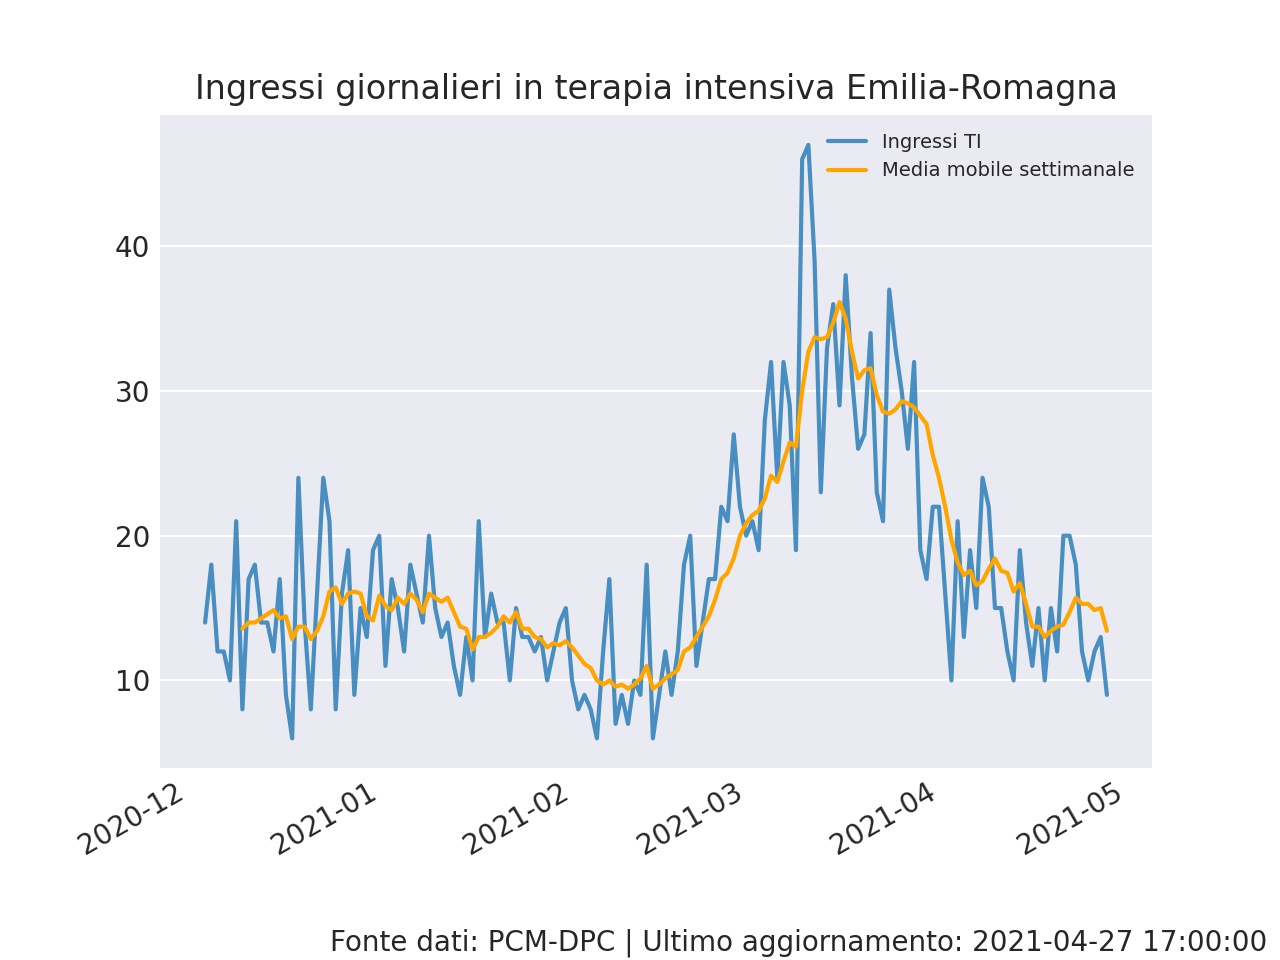 Ingressi giornalieri in terapia intensiva Emilia-Romagna
Ingressi TI
Media mobile settimanale
40
30
20
10
2020-12
2021-01
2021-02
2021-03
2021-04
2021-05
Fonte dati: PCM-DPC | Ultimo aggiornamento: 2021-04-27 17:00:00